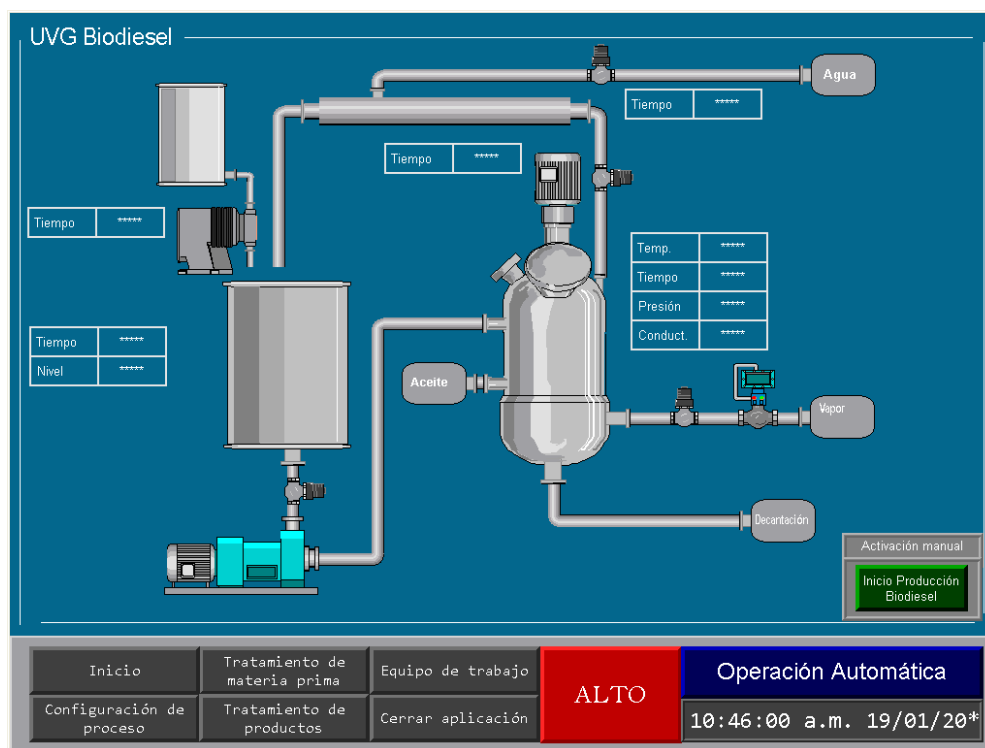 UVG Biodiesel
Agua
Tiempo *****
Tiempo *****
Tiempo *****
Temp. *****
Tiempo *****
Presión *****
Conduct. *****
Tiempo *****
Nivel *****
Aceite
Vapor
Decantación
Activación manual
Inicio Producción
Biodiesel
Inicio
Tratamiento de
materia prima
Equipo de trabajo
ALTO
Operación Automática
Configuración de
proceso
Tratamiento de
productos
Cerrar aplicación
10:46:00 a.m. 19/01/20*